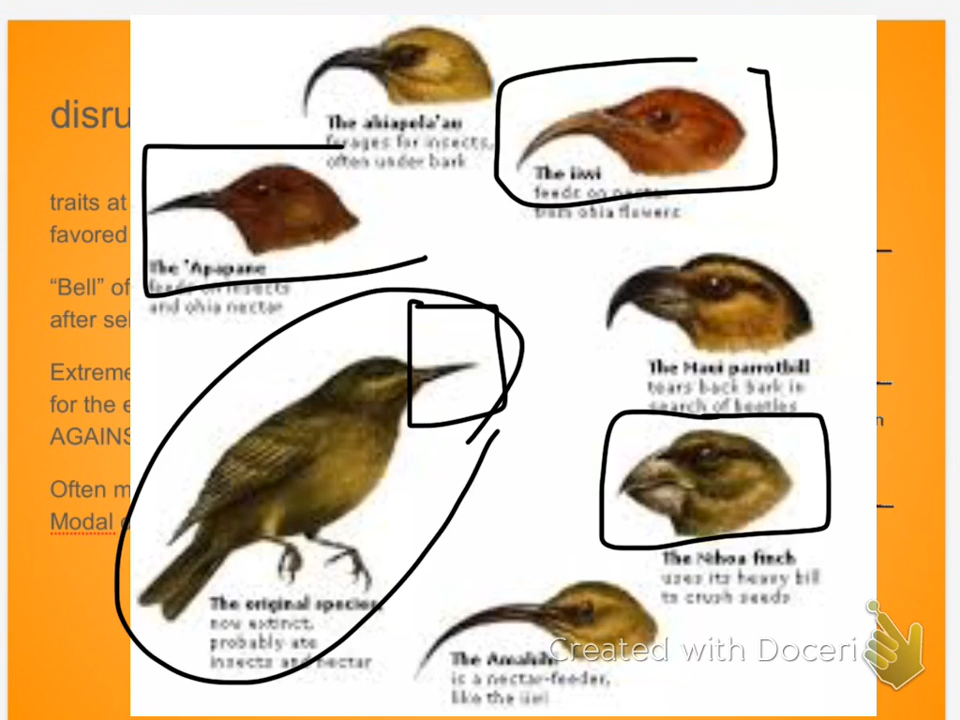 disru
traits at
favored
“Bell” of
after sel
Extreme
for the e
AGAINS
Often m
Modal
The akiapola'au
forages for insects,
often under bark
The iiwi
feeds on nectar
from ohia flowers
The 'Apapane
feeds on insects
and ohia nectar
The Maui parrotbill
tears back bark in
search of beetles
The Nihoa finch
uses its heavy bill
to crush seeds
The original species,
now extinct,
probably ate
insects and nectar
The Amakihi
is a nectar-feeder,
like the iiwi
Created with Doceri